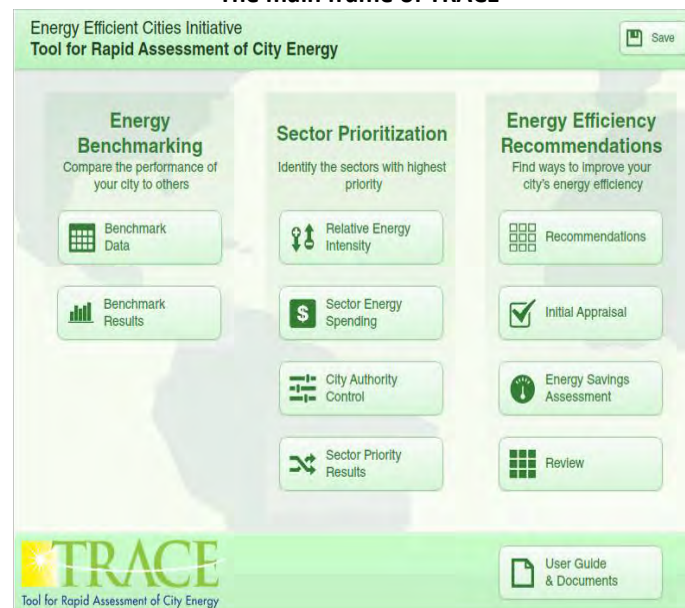 The main frame of TRACE
Energy Efficient Cities Initiative
Tool for Rapid Assessment of City Energy
Save
Energy
Benchmarking
Compare the performance of
your city to others
Benchmark
Data
Benchmark
Results
Sector Prioritization
Identify the sectors with highest
priority
Relative Energy
Intensity
Sector Energy
Spending
City Authority
Control
Sector Priority
Results
Energy Efficiency
Recommendations
Find ways to improve your
city's energy efficiency
Recommendations
Initial Appraisal
Energy Savings
Assessment
Review
TRACE
Tool for Rapid Assessment of City Energy
User Guide
& Documents